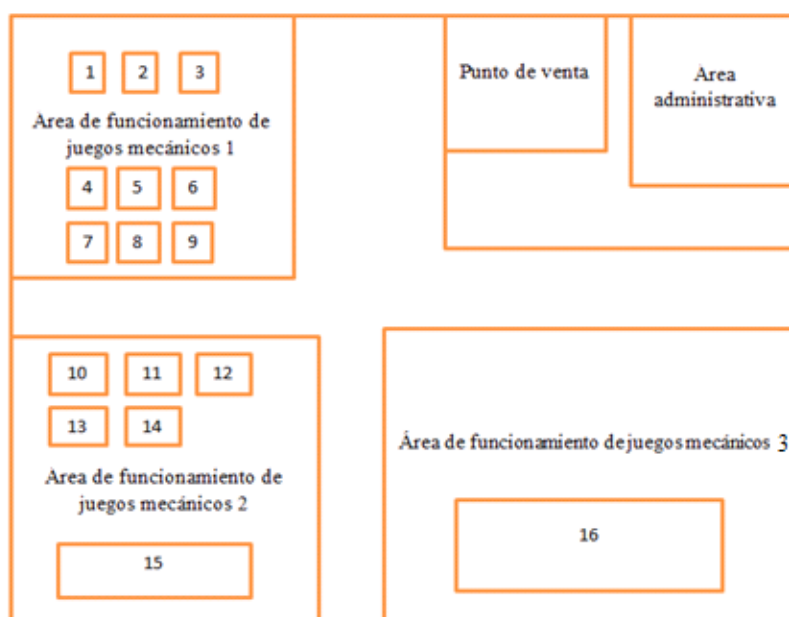 1 2 3
Area de funcionamiento de
juegos mecánicos 1
4 5 6
7 8 9
Punto de venta
Area
administrativa
10 11 12
13 14
Area de funcionamiento de
juegos mecánicos 2
15
Área de funcionamiento de juegos mecánicos 3
16